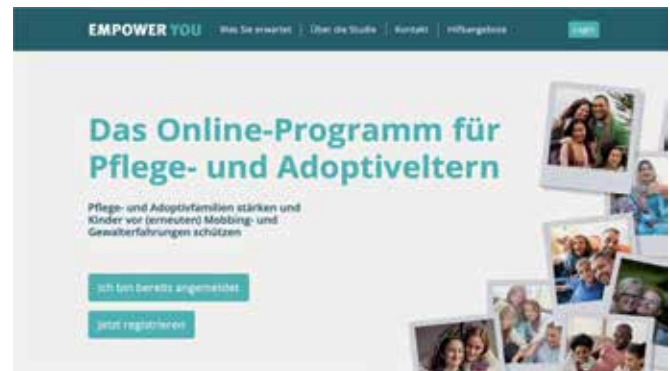 EMPOWER YOU Was Sie erwartet | Über die Studie | Kontakt | Hilfsangebote Login
Das Online-Programm für
Pflege- und Adoptiveltern
Pflege- und Adoptivfamilien stärken und
Kinder vor (erneuten) Mobbing- und
Gewalterfahrungen schützen
Ich bin bereits angemeldet
Jetzt registrieren